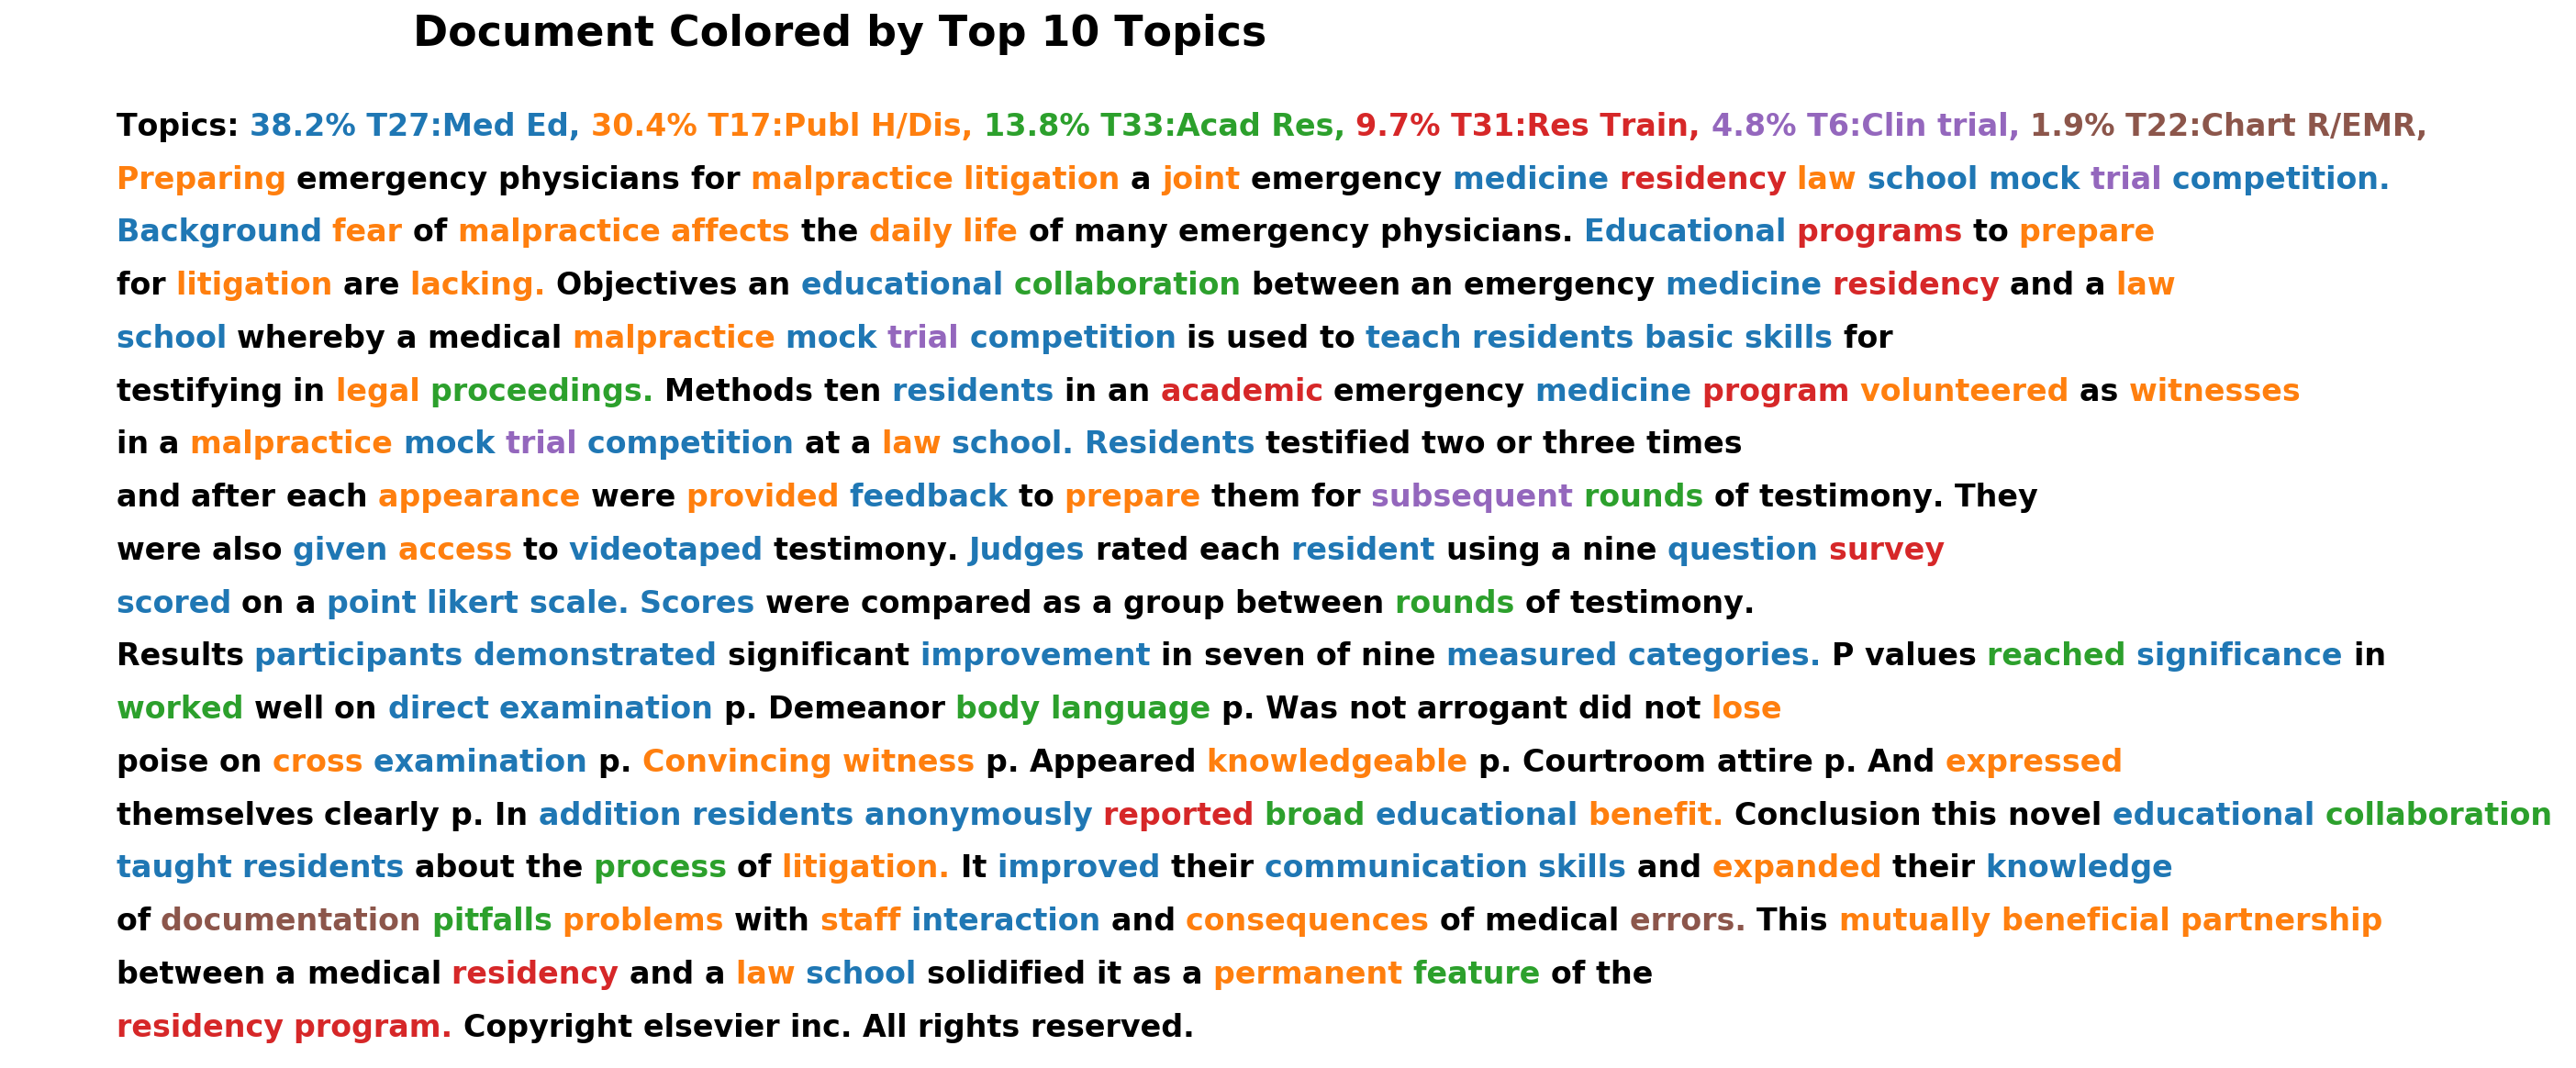 Document Colored by Top 10 Topics
Topics: 38.2% T27:Med Ed, 30.4% T17:Publ H/Dis, 13.8% T33:Acad Res, 9.7% T31:Res Train, 4.8% T6:Clin trial, 1.9% T22:Chart R/EMR,
Preparing emergency physicians for malpractice litigation a joint emergency medicine residency law school mock trial competition.
Background fear of malpractice affects the daily life of many emergency physicians. Educational programs to prepare
for litigation are lacking. Objectives an educational collaboration between an emergency medicine residency and a law
school whereby a medical malpractice mock trial competition is used to teach residents basic skills for
testifying in legal proceedings. Methods ten residents in an academic emergency medicine program volunteered as witnesses
in a malpractice mock trial competition at a law school. Residents testified two or three times
and after each appearance were provided feedback to prepare them for subsequent rounds of testimony. They
were also given access to videotaped testimony. Judges rated each resident using a nine question survey
scored on a point likert scale. Scores were compared as a group between rounds of testimony.
Results participants demonstrated significant improvement in seven of nine measured categories. P values reached significance in
worked well on direct examination p. Demeanor body language p. Was not arrogant did not lose
poise on cross examination p. Convincing witness p. Appeared knowledgeable p. Courtroom attire p. And expressed
themselves clearly p. In addition residents anonymously reported broad educational benefit. Conclusion this novel educational collaboration
taught residents about the process of litigation. It improved their communication skills and expanded their knowledge
of documentation pitfalls problems with staff interaction and consequences of medical errors. This mutually beneficial partnership
between a medical residency and a law school solidified it as a permanent feature of the
residency program. Copyright elsevier inc. All rights reserved.